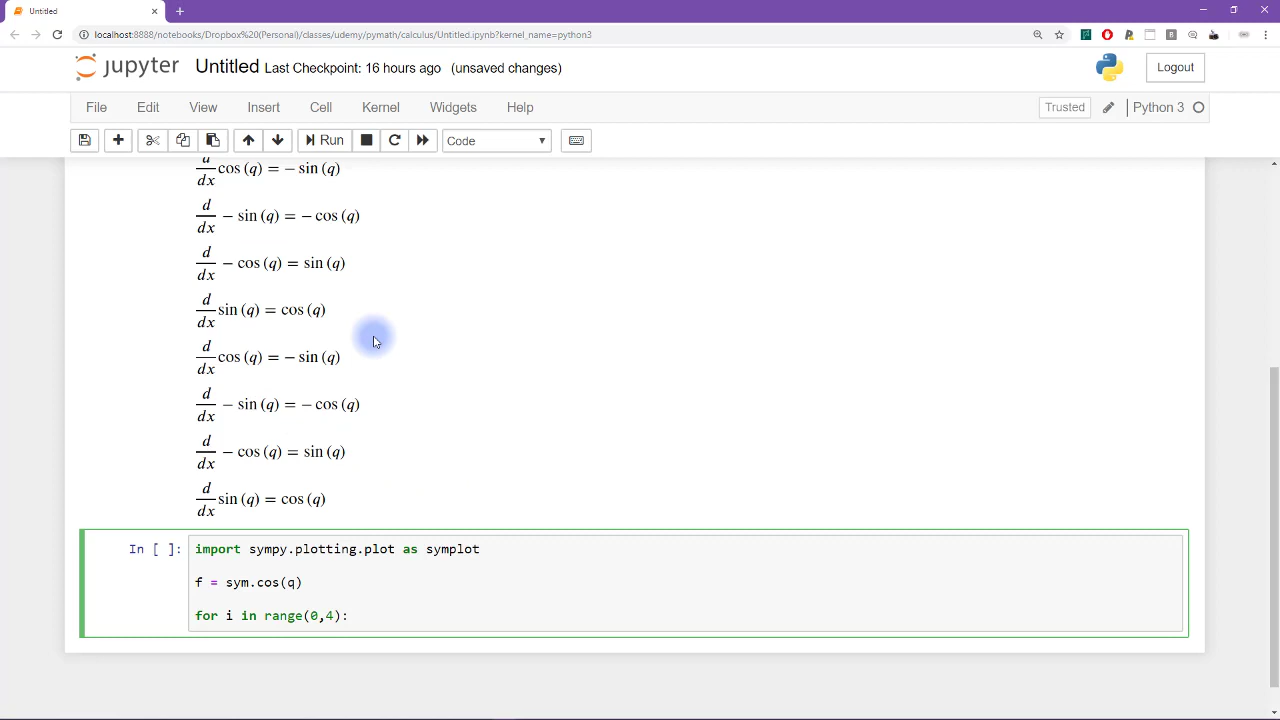 Untitled
localhost:8888/notebooks/Dropbox%20(Personal)/classes/udemy/pymath/calculus/Untitled.ipynb?kernel_name=python3
jupyter Untitled Last Checkpoint: 16 hours ago (unsaved changes) Logout
File Edit View Insert Cell Kernel Widgets Help Trusted Python 3
Run Code
d/dx cos (q) = − sin (q)
d/dx − sin (q) = − cos (q)
d/dx − cos (q) = sin (q)
d/dx sin (q) = cos (q)
d/dx cos (q) = − sin (q)
d/dx − sin (q) = − cos (q)
d/dx − cos (q) = sin (q)
d/dx sin (q) = cos (q)
In [ ]: import sympy.plotting.plot as symplot
f = sym.cos(q)
for i in range(0,4):